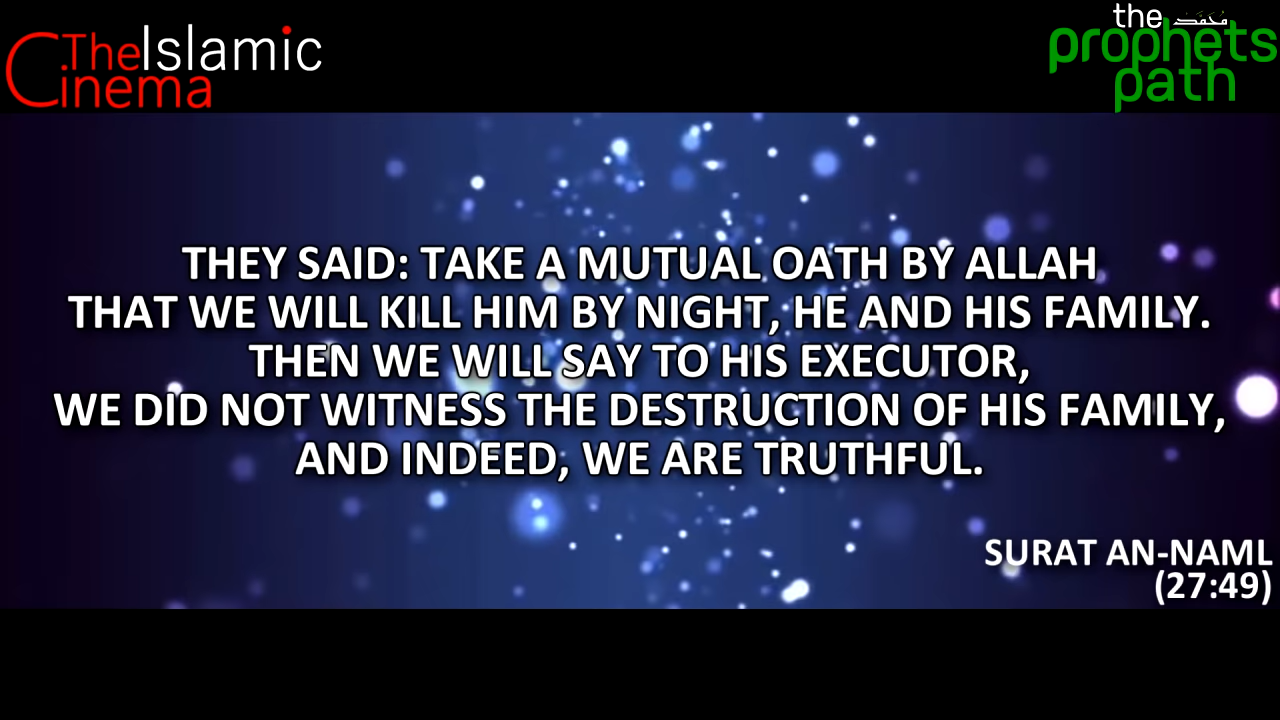 TheIslamic
Cinema
the محمد
prophets
path
THEY SAID: TAKE A MUTUAL OATH BY ALLAH
THAT WE WILL KILL HIM BY NIGHT, HE AND HIS FAMILY.
THEN WE WILL SAY TO HIS EXECUTOR,
WE DID NOT WITNESS THE DESTRUCTION OF HIS FAMILY,
AND INDEED, WE ARE TRUTHFUL.
SURAT AN-NAML
(27:49)